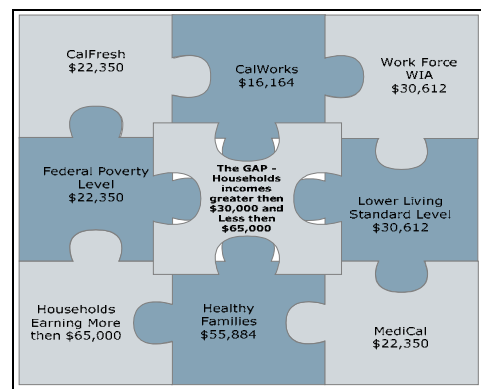 CalFresh
$22,350
CalWorks
$16,164
Work Force
WIA
$30,612
Federal Poverty
Level
$22,350
The GAP –
Households
incomes
greater then
$30,000 and
Less then
$65,000
Lower Living
Standard Level
$30,612
Households
Earning More
then $65,000
Healthy
Families
$55,884
MediCal
$22,350